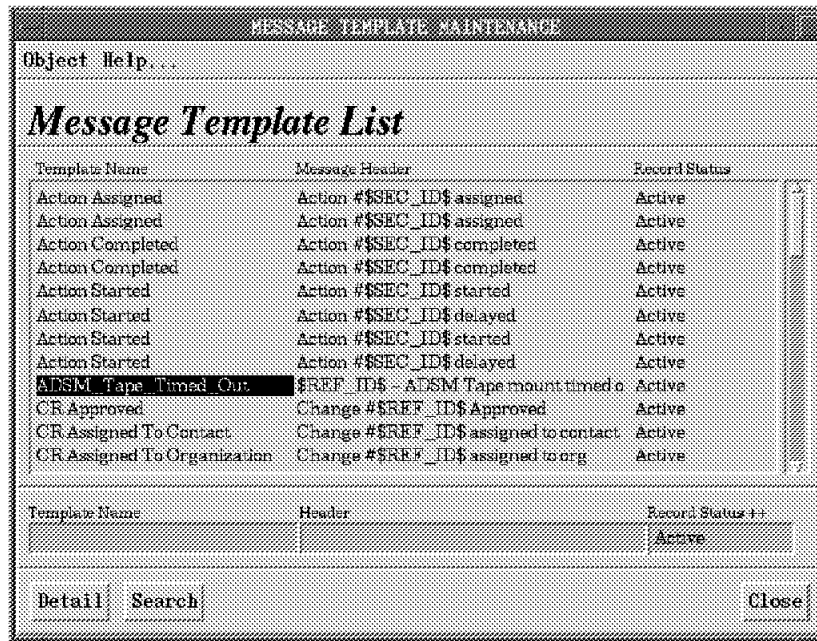 MESSAGE TEMPLATE MAINTENANCE
Object Help...
Message Template List
Template Name Message Header Record Status
Action Assigned Action #$SEC_ID$ assigned Active
Action Assigned Action #$SEC_ID$ assigned Active
Action Completed Action #$SEC_ID$ completed Active
Action Completed Action #$SEC_ID$ completed Active
Action Started Action #$SEC_ID$ started Active
Action Started Action #$SEC_ID$ delayed Active
Action Started Action #$SEC_ID$ started Active
Action Started Action #$SEC_ID$ delayed Active
ADSM_Tape_Timed_Out $REF_ID$ - ADSM Tape mount timed o Active
CR Approved Change #$REF_ID$ Approved Active
CR Assigned To Contact Change #$REF_ID$ assigned to contact Active
CR Assigned To Organization Change #$REF_ID$ assigned to org Active
Template Name Header Record Status ++
Active
Detail Search Close